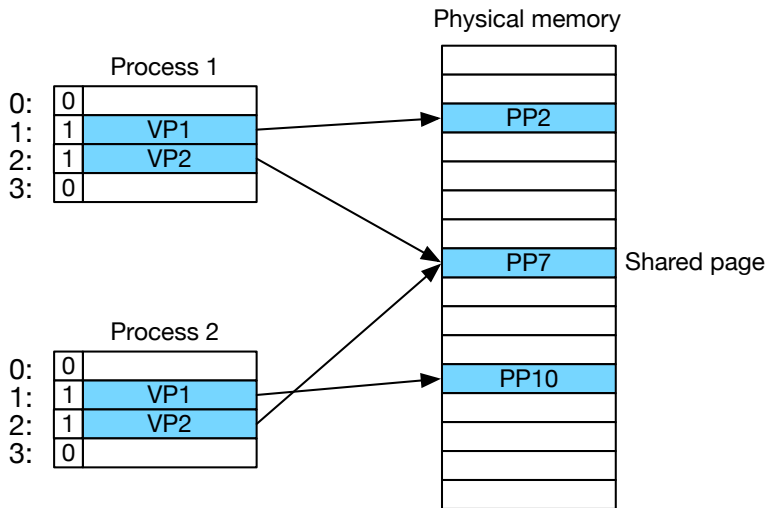 Physical memory
Process 1
0: 0
1: 1 VP1
2: 1 VP2
3: 0
PP2
PP7 Shared page
Process 2
0: 0
1: 1 VP1
2: 1 VP2
3: 0
PP10